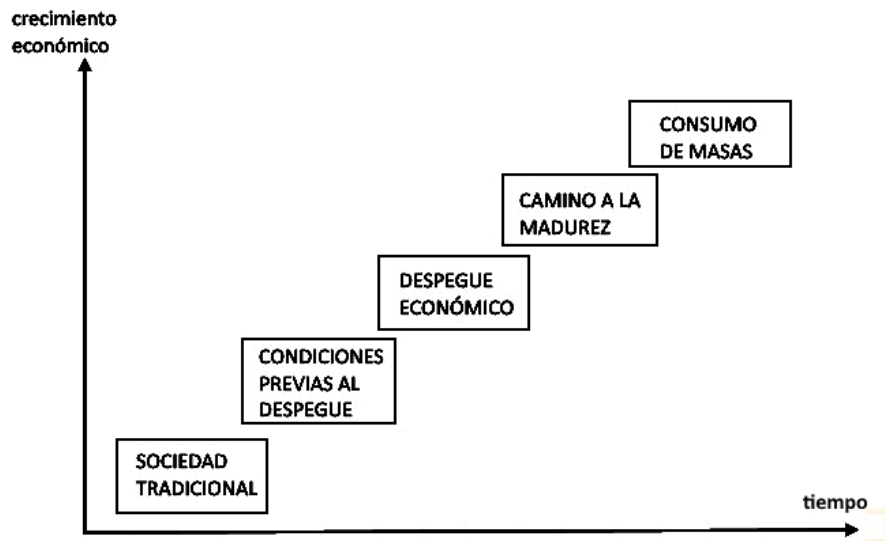 crecimiento
económico
CONSUMO
DE MASAS
CAMINO A LA
MADUREZ
DESPEGUE
ECONÓMICO
CONDICIONES
PREVIAS AL
DESPEGUE
SOCIEDAD
TRADICIONAL
tiempo